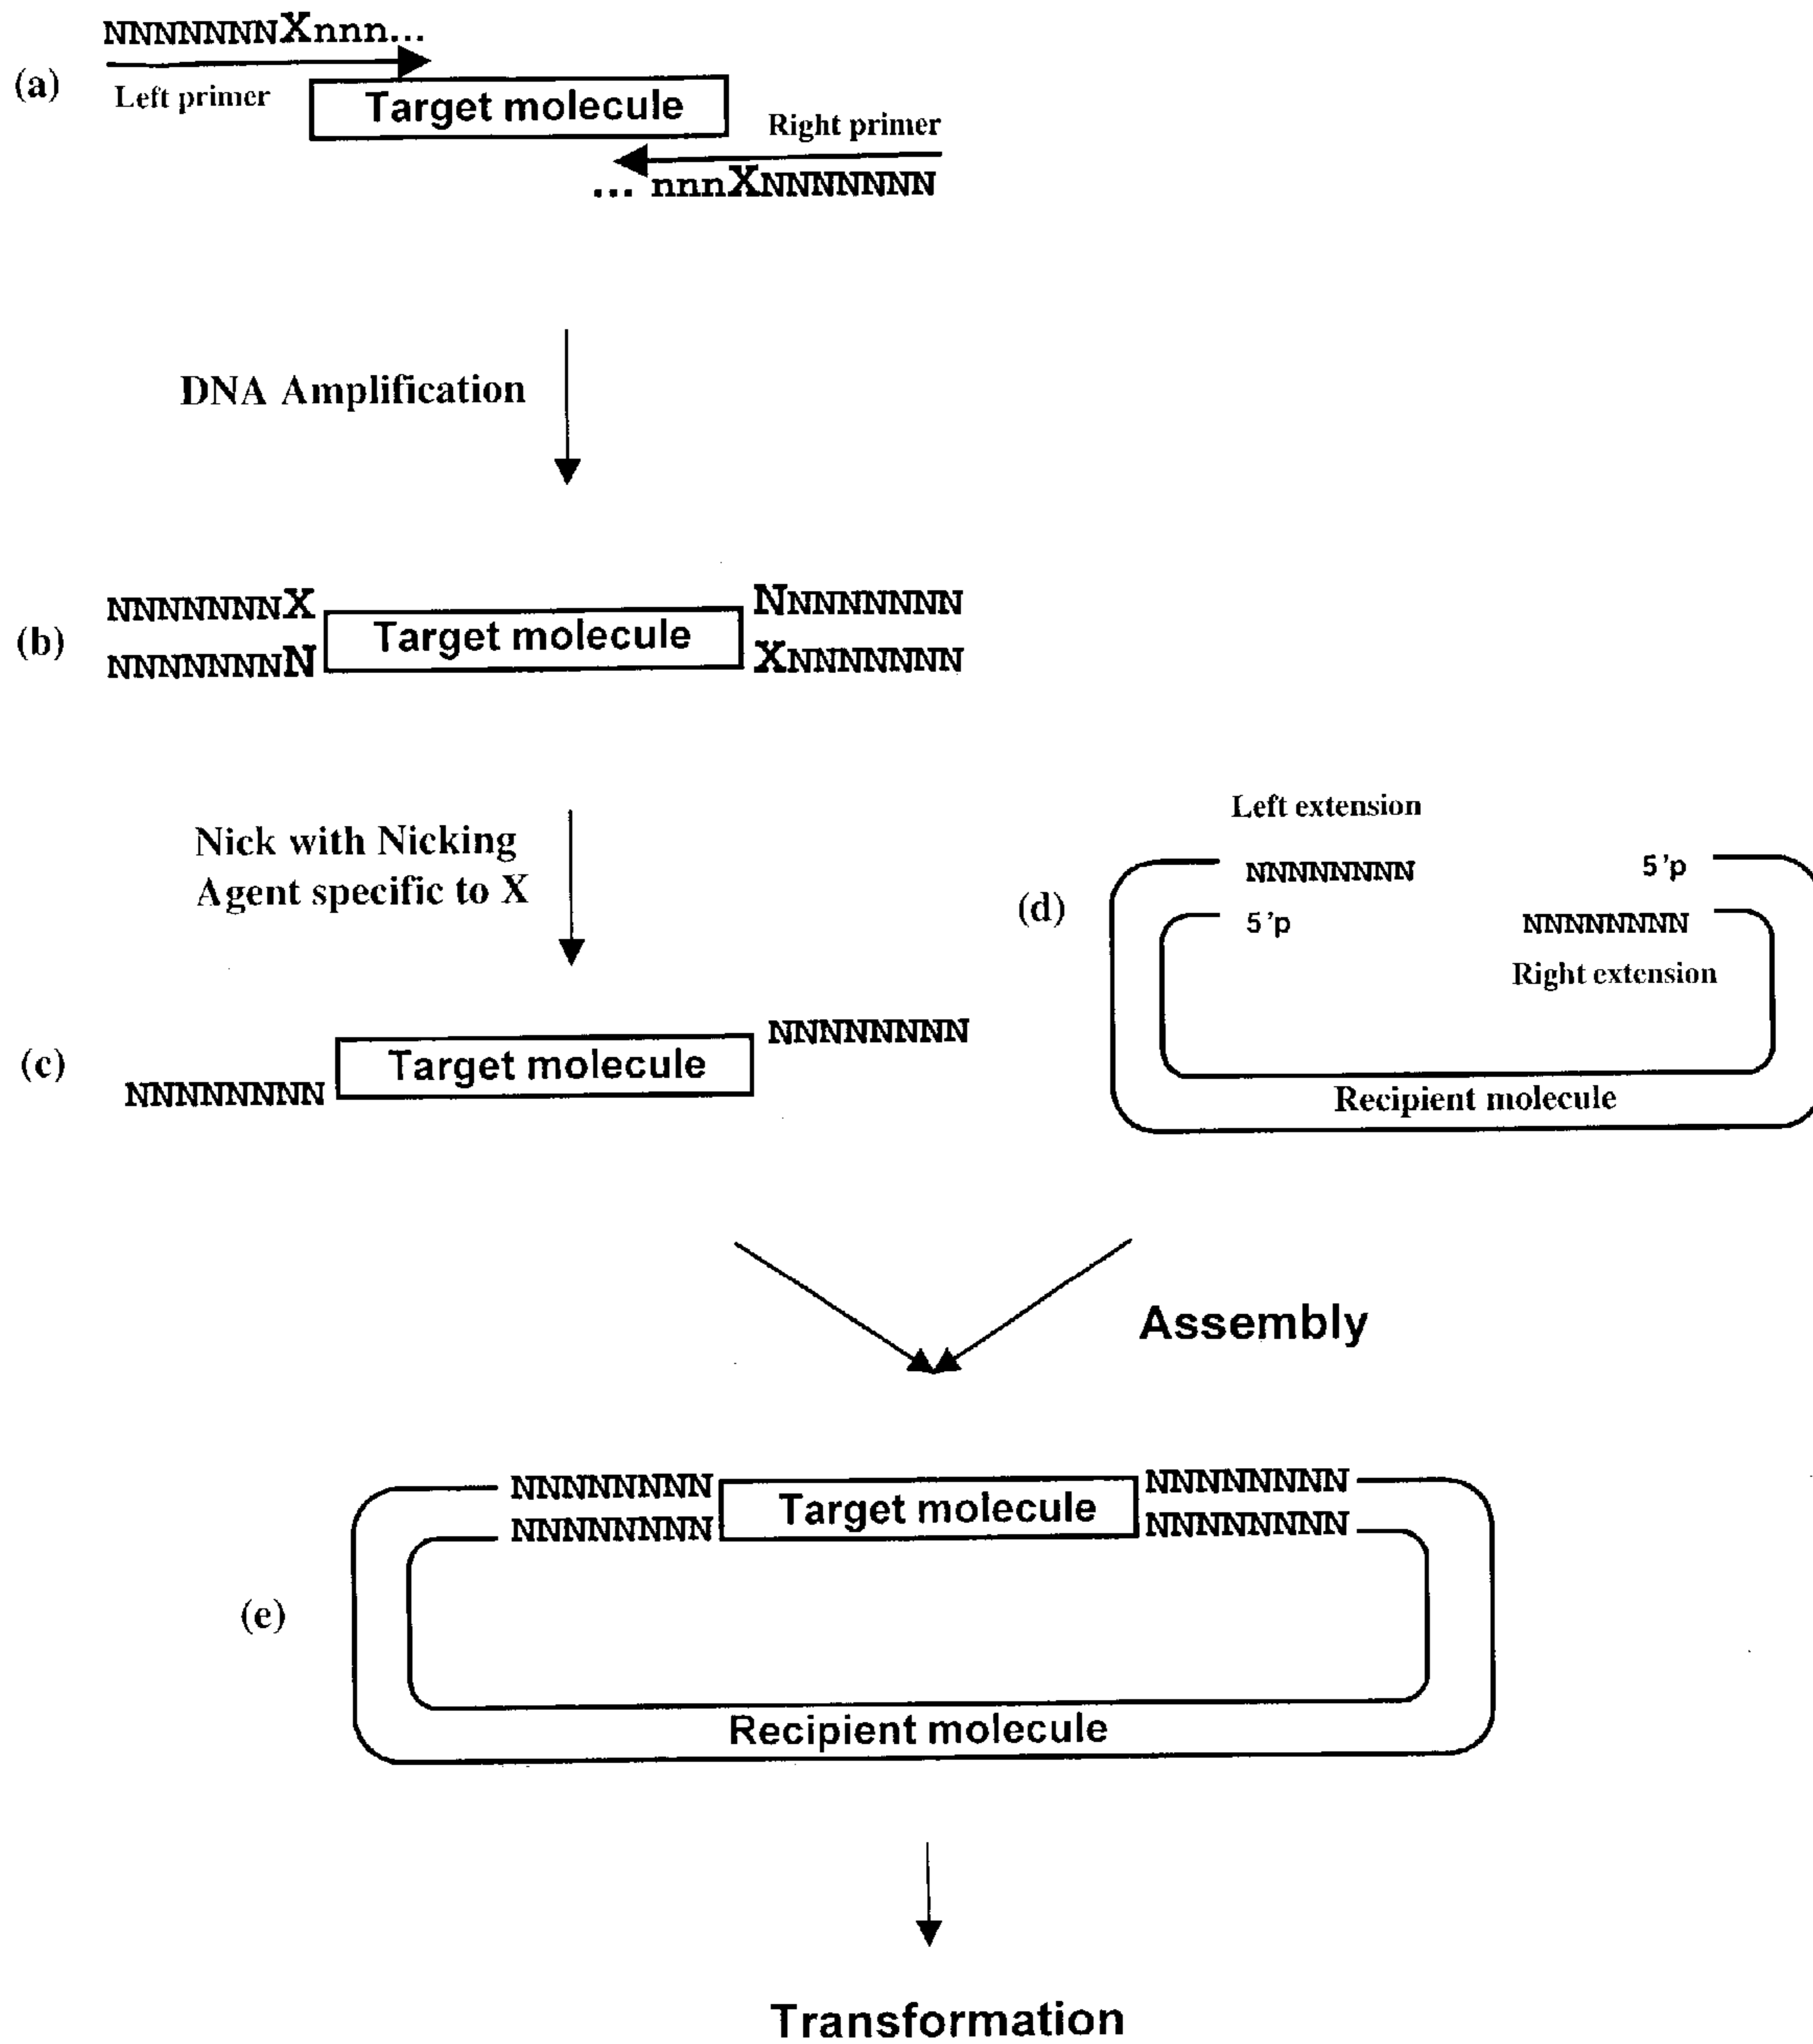 NNNNNNNXnnn...
(a)
Left primer
Target molecule
Right primer
... nnnXNNNNNNN
DNA Amplification
NNNNNNNX
NNNNNNNN
(b)
Target molecule
NNNNNNNN
XNNNNNNN
Nick with Nicking
Agent specific to X
Left extension
NNNNNNNN
5'p
(d)
5'p
NNNNNNNN
Right extension
Recipient molecule
(c)
NNNNNNNN
Target molecule
NNNNNNNN
Assembly
NNNNNNNN
Target molecule
NNNNNNNN
NNNNNNNN
NNNNNNNN
(e)
Recipient molecule
Transformation